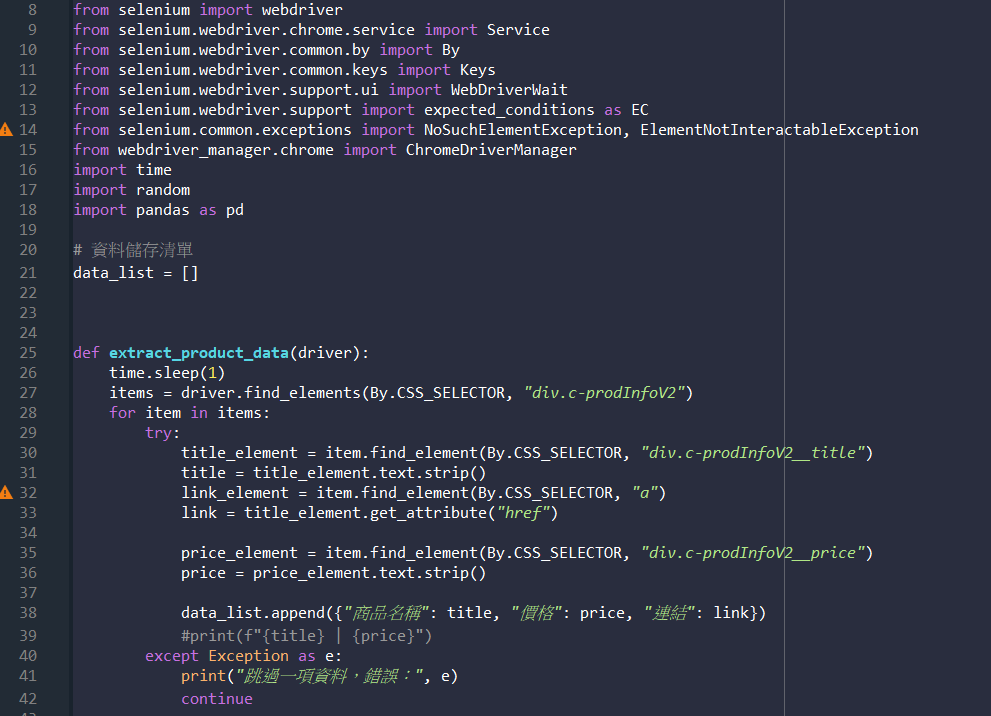 8 from selenium import webdriver
9 from selenium.webdriver.chrome.service import Service
10 from selenium.webdriver.common.by import By
11 from selenium.webdriver.common.keys import Keys
12 from selenium.webdriver.support.ui import WebDriverWait
13 from selenium.webdriver.support import expected_conditions as EC
14 from selenium.common.exceptions import NoSuchElementException, ElementNotInteractableException
15 from webdriver_manager.chrome import ChromeDriverManager
16 import time
17 import random
18 import pandas as pd
19
20 # 資料儲存清單
21 data_list = []
22
23
24
25 def extract_product_data(driver):
26     time.sleep(1)
27     items = driver.find_elements(By.CSS_SELECTOR, "div.c-prodInfoV2")
28     for item in items:
29         try:
30             title_element = item.find_element(By.CSS_SELECTOR, "div.c-prodInfoV2__title")
31             title = title_element.text.strip()
32             link_element = item.find_element(By.CSS_SELECTOR, "a")
33             link = title_element.get_attribute("href")
34
35             price_element = item.find_element(By.CSS_SELECTOR, "div.c-prodInfoV2__price")
36             price = price_element.text.strip()
37
38             data_list.append({"商品名稱": title, "價格": price, "連結": link})
39             #print(f"{title} | {price}")
40         except Exception as e:
41             print("跳過一項資料，錯誤：", e)
42             continue